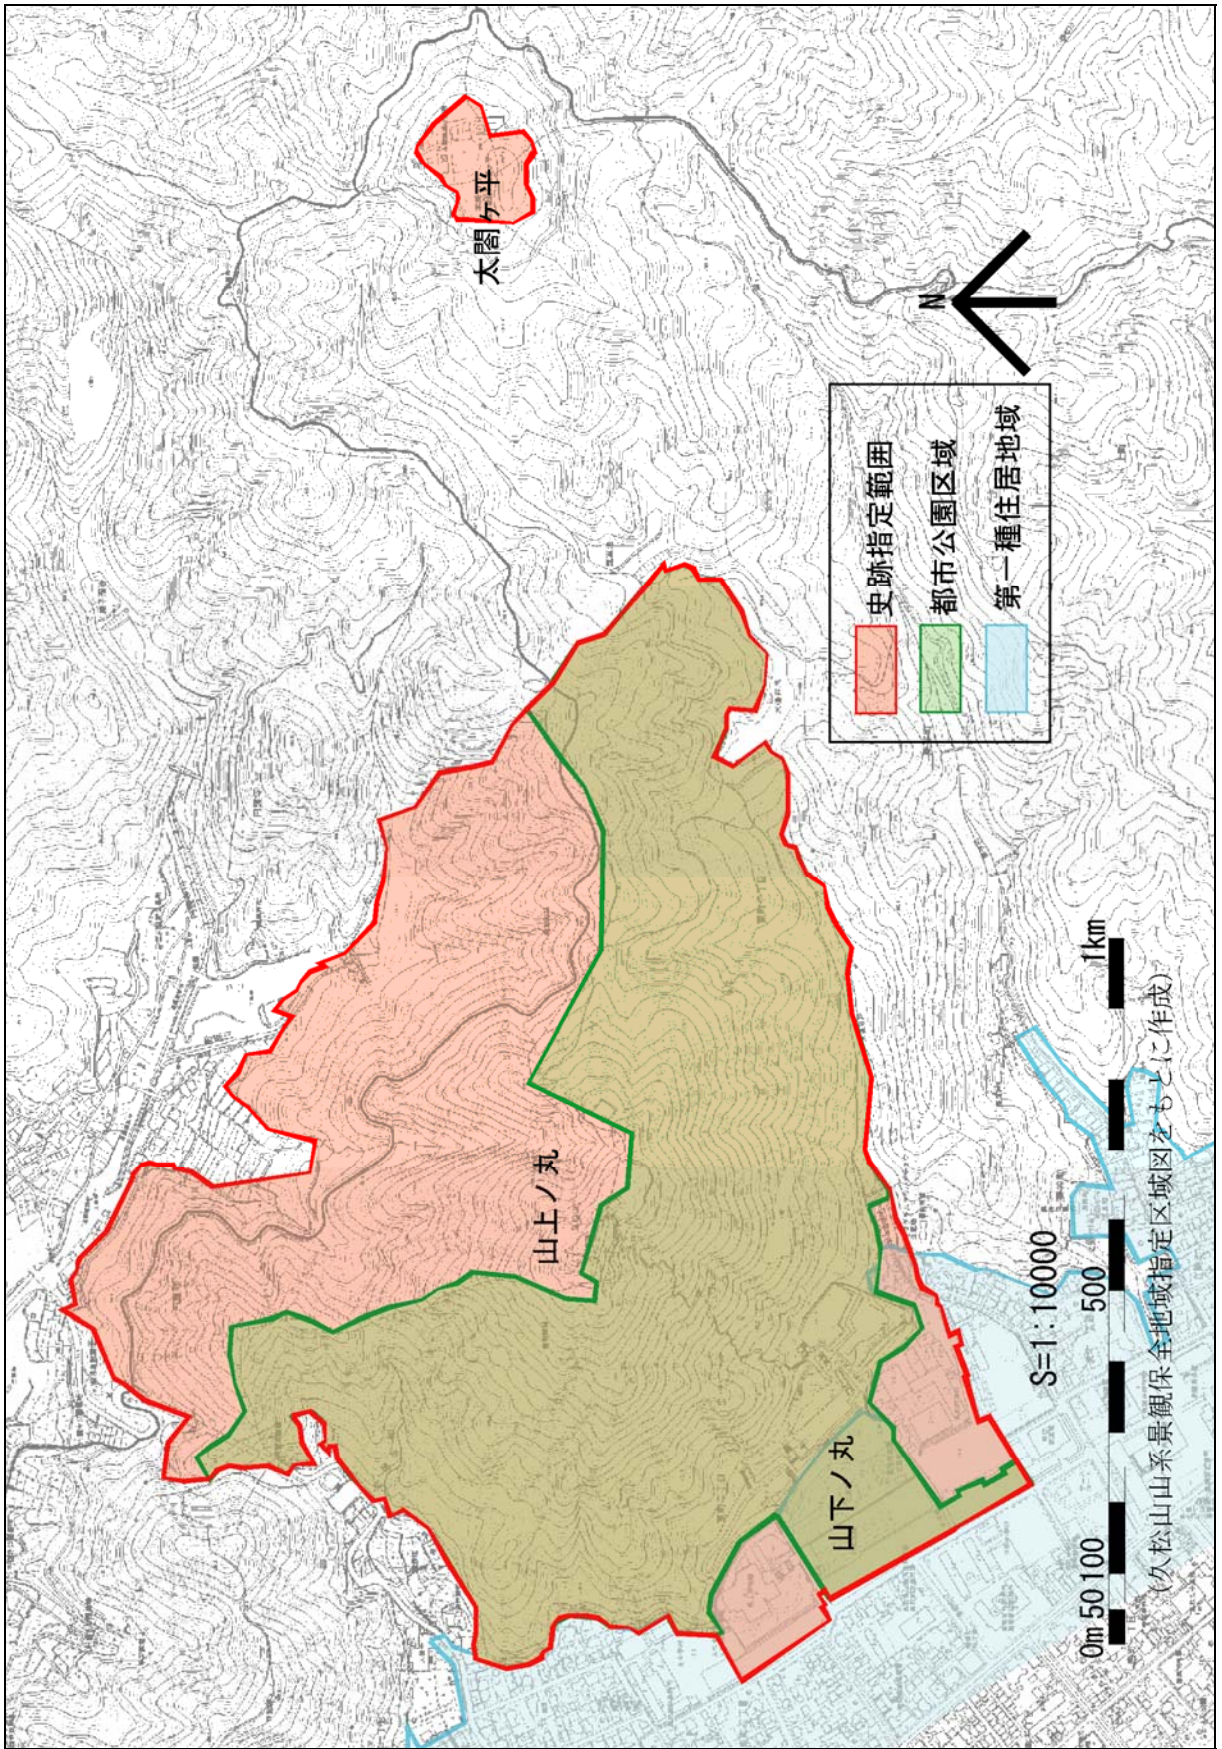 太閤ヶ平
山上ノ丸
山下ノ丸
N
史跡指定範囲
都市公園区域
第一種住居地域
S=1:10000
0m 50 100 500 1km
(久松山山系景観保全地域指定区域図をもとに作成)